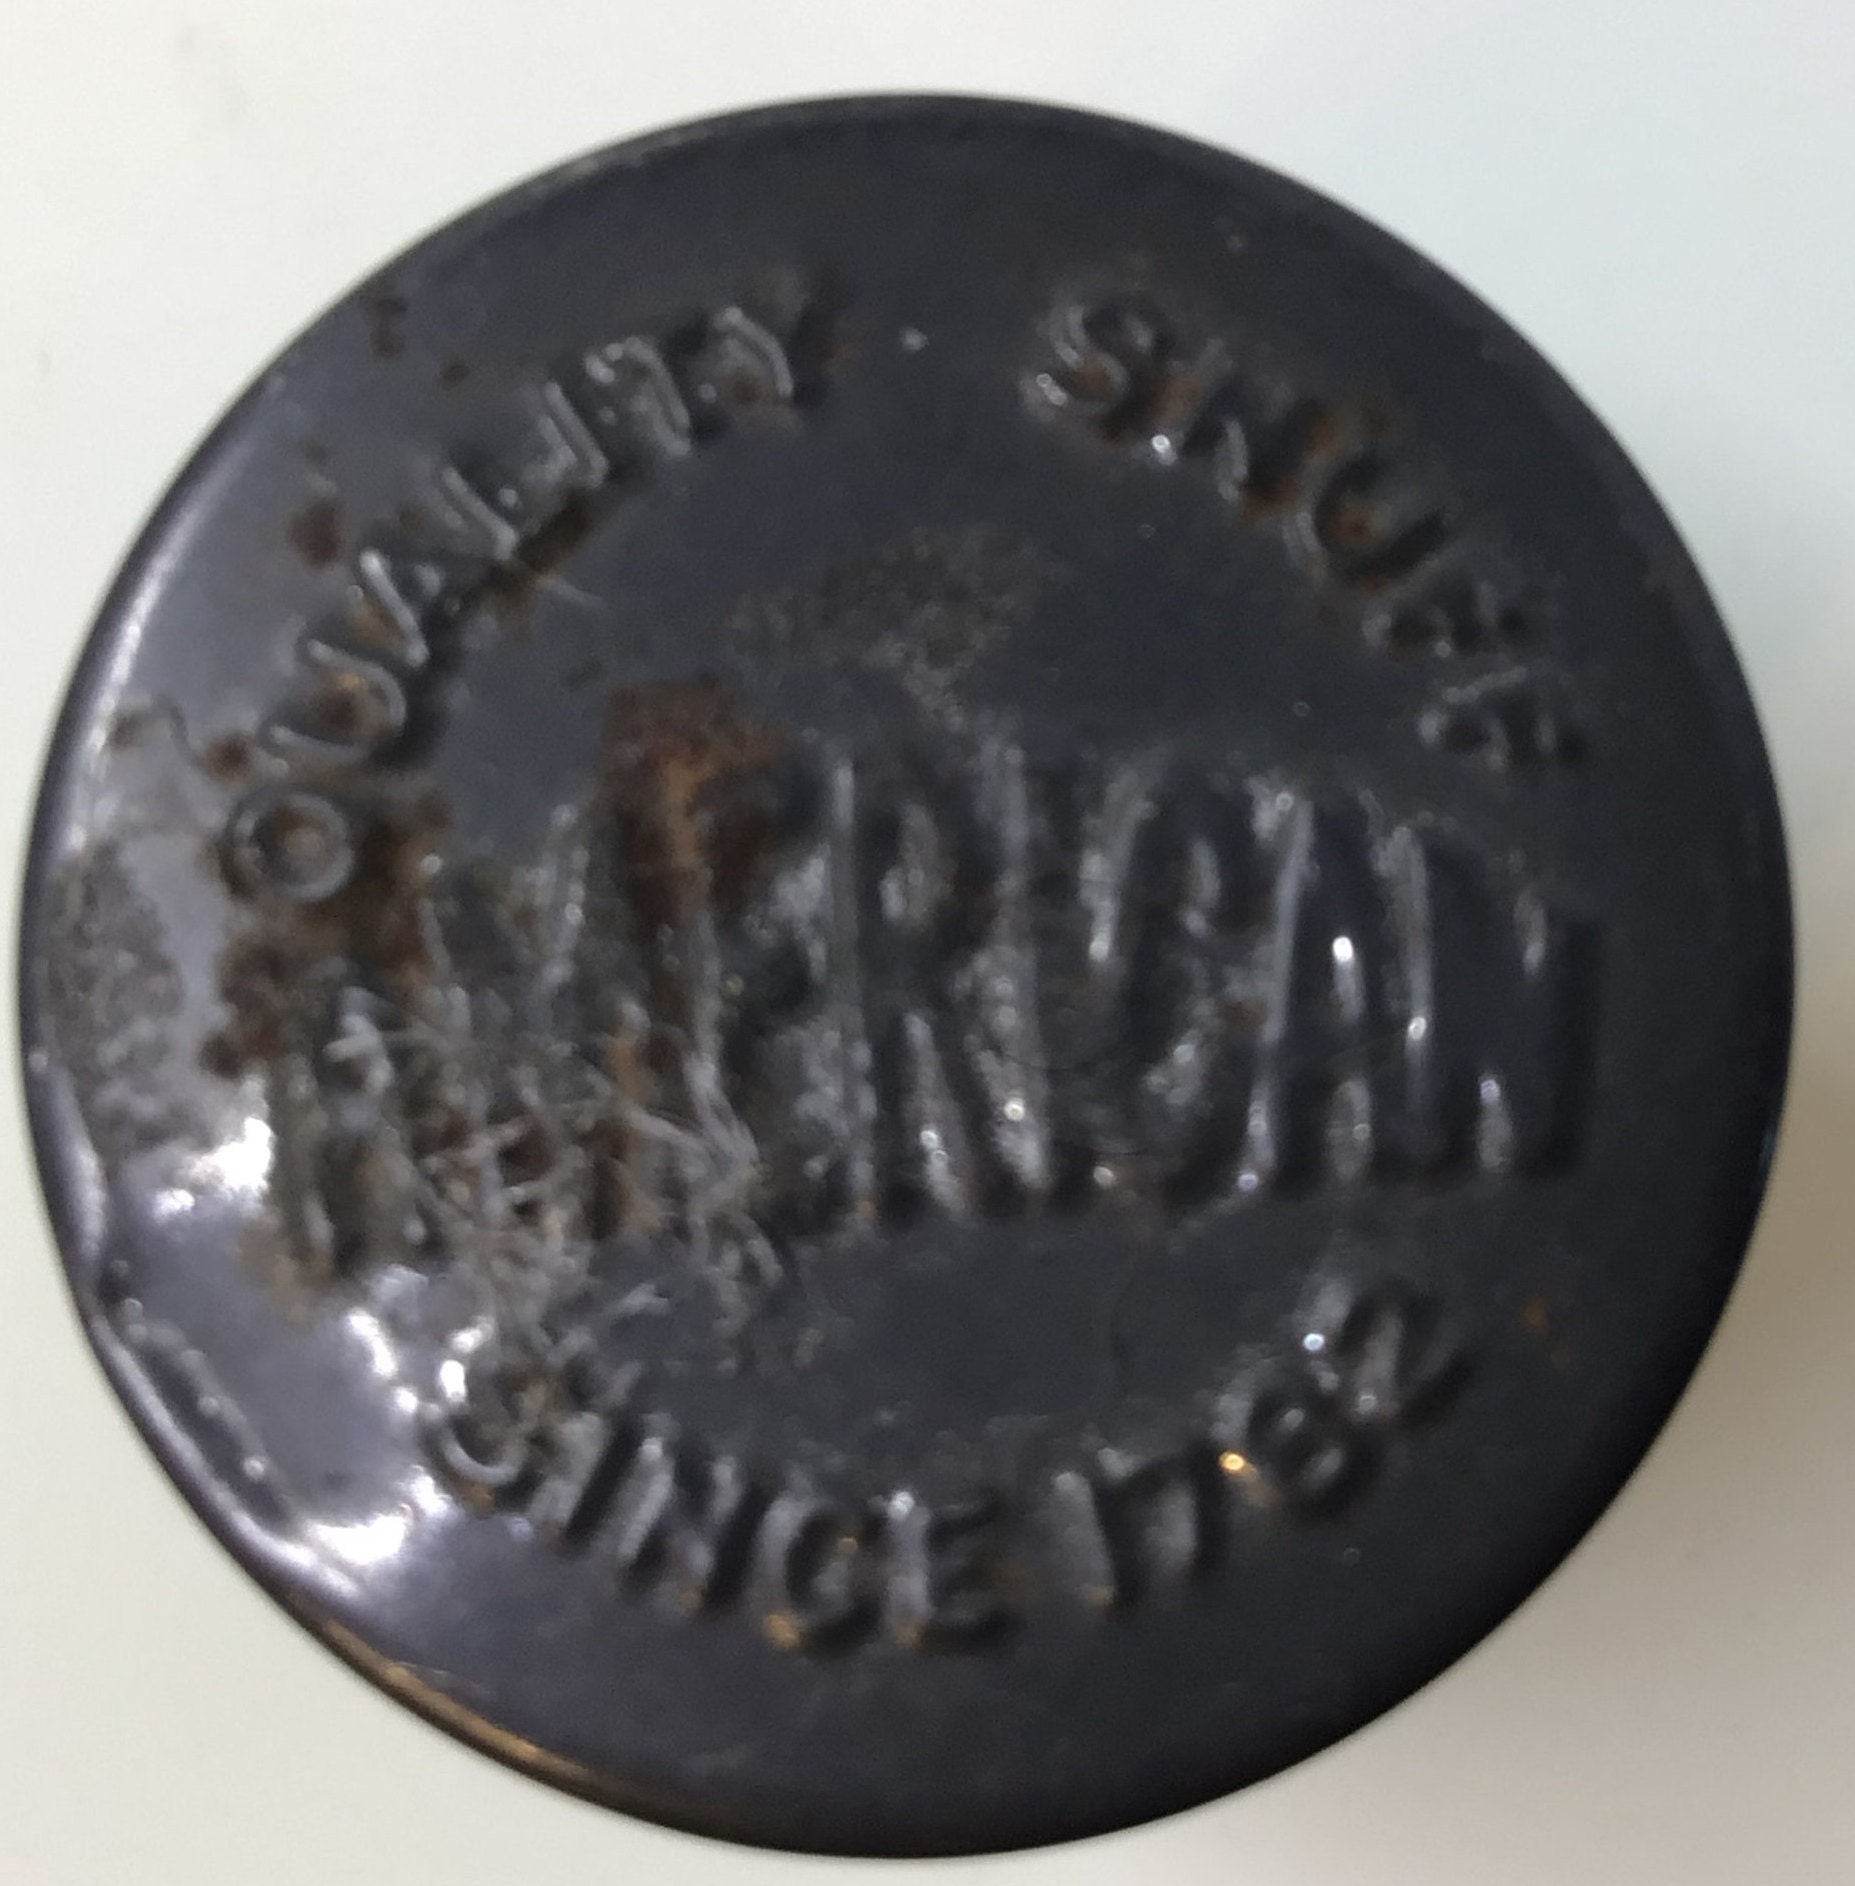 QUALITY SNUFF
AMERICAN
SINCE 1782